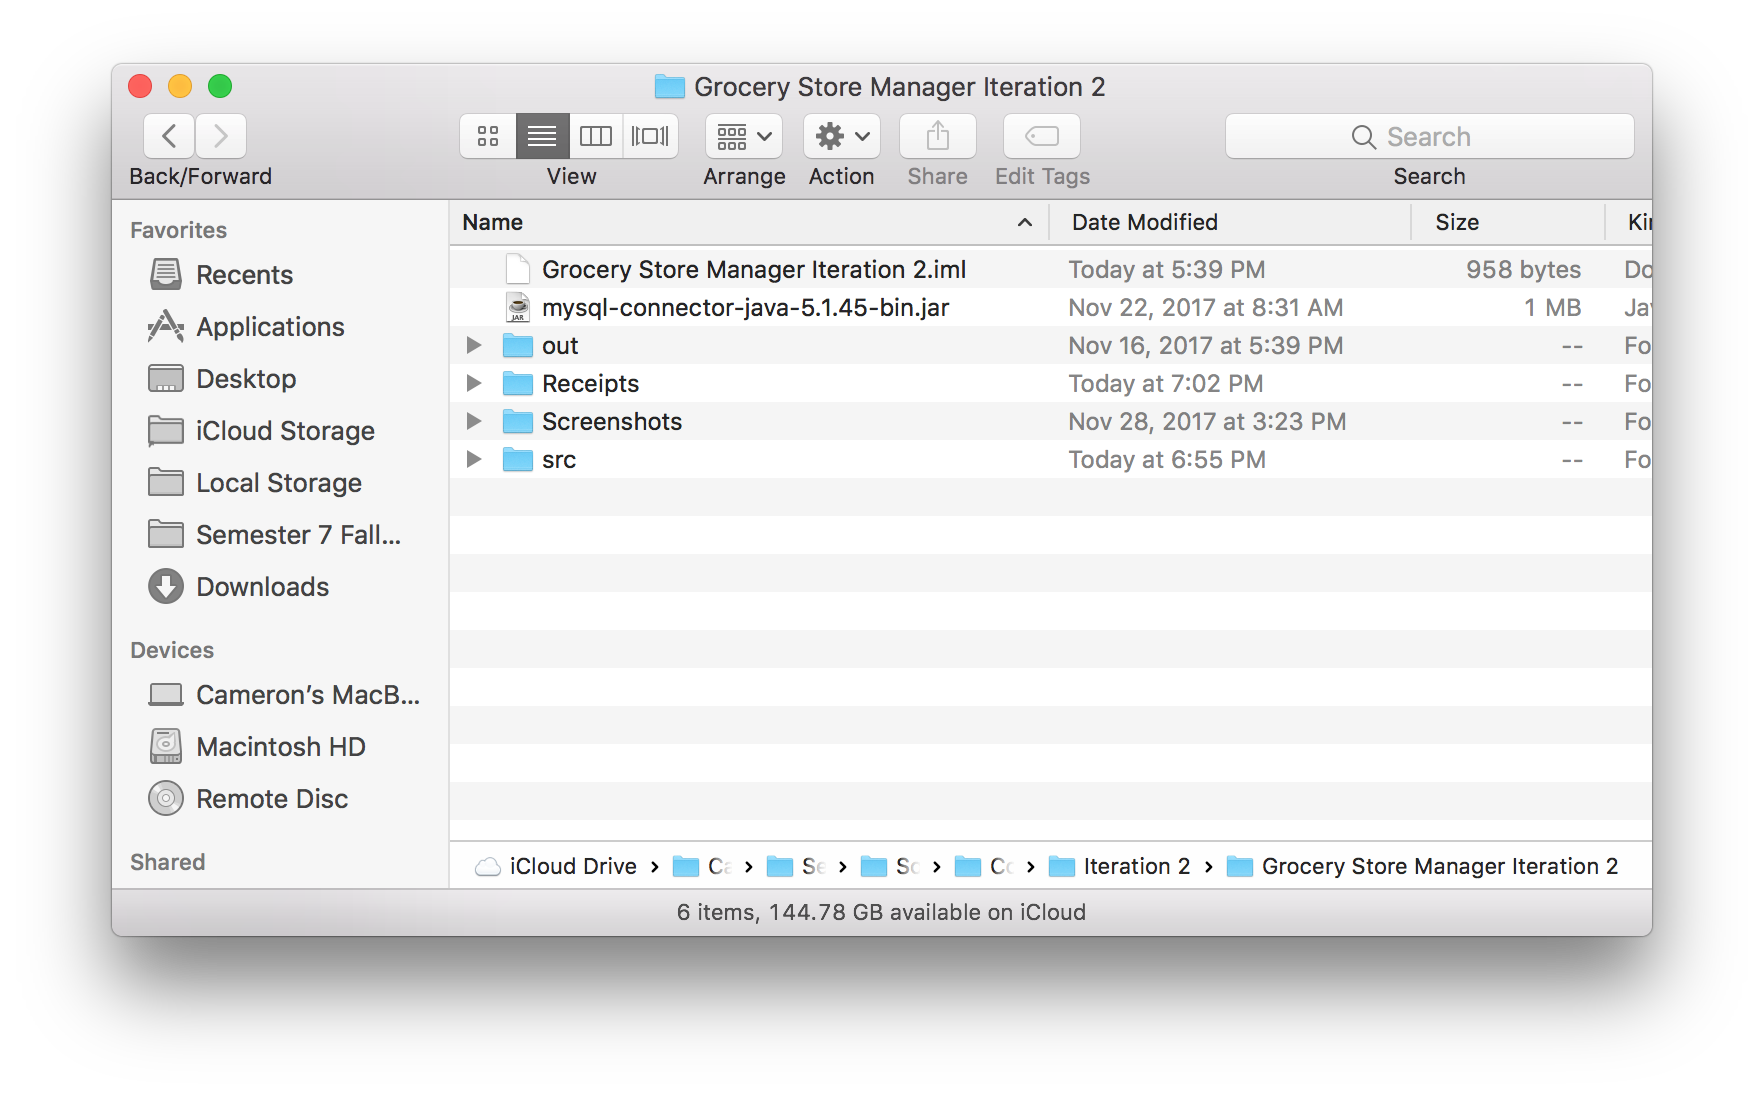 Grocery Store Manager Iteration 2
Back/Forward View Arrange Action Share Edit Tags Search
Search
Favorites
Recents
Applications
Desktop
iCloud Storage
Local Storage
Semester 7 Fall...
Downloads
Devices
Cameron’s MacB...
Macintosh HD
Remote Disc
Shared
Name Date Modified Size
Grocery Store Manager Iteration 2.iml Today at 5:39 PM 958 bytes Do
mysql-connector-java-5.1.45-bin.jar Nov 22, 2017 at 8:31 AM 1 MB Ja
JAR
out Nov 16, 2017 at 5:39 PM -- Fo
Receipts Today at 7:02 PM -- Fo
Screenshots Nov 28, 2017 at 3:23 PM -- Fo
src Today at 6:55 PM -- Fo
iCloud Drive › Ca › Se › › › Iteration 2 › Grocery Store Manager Iteration 2
6 items, 144.78 GB available on iCloud